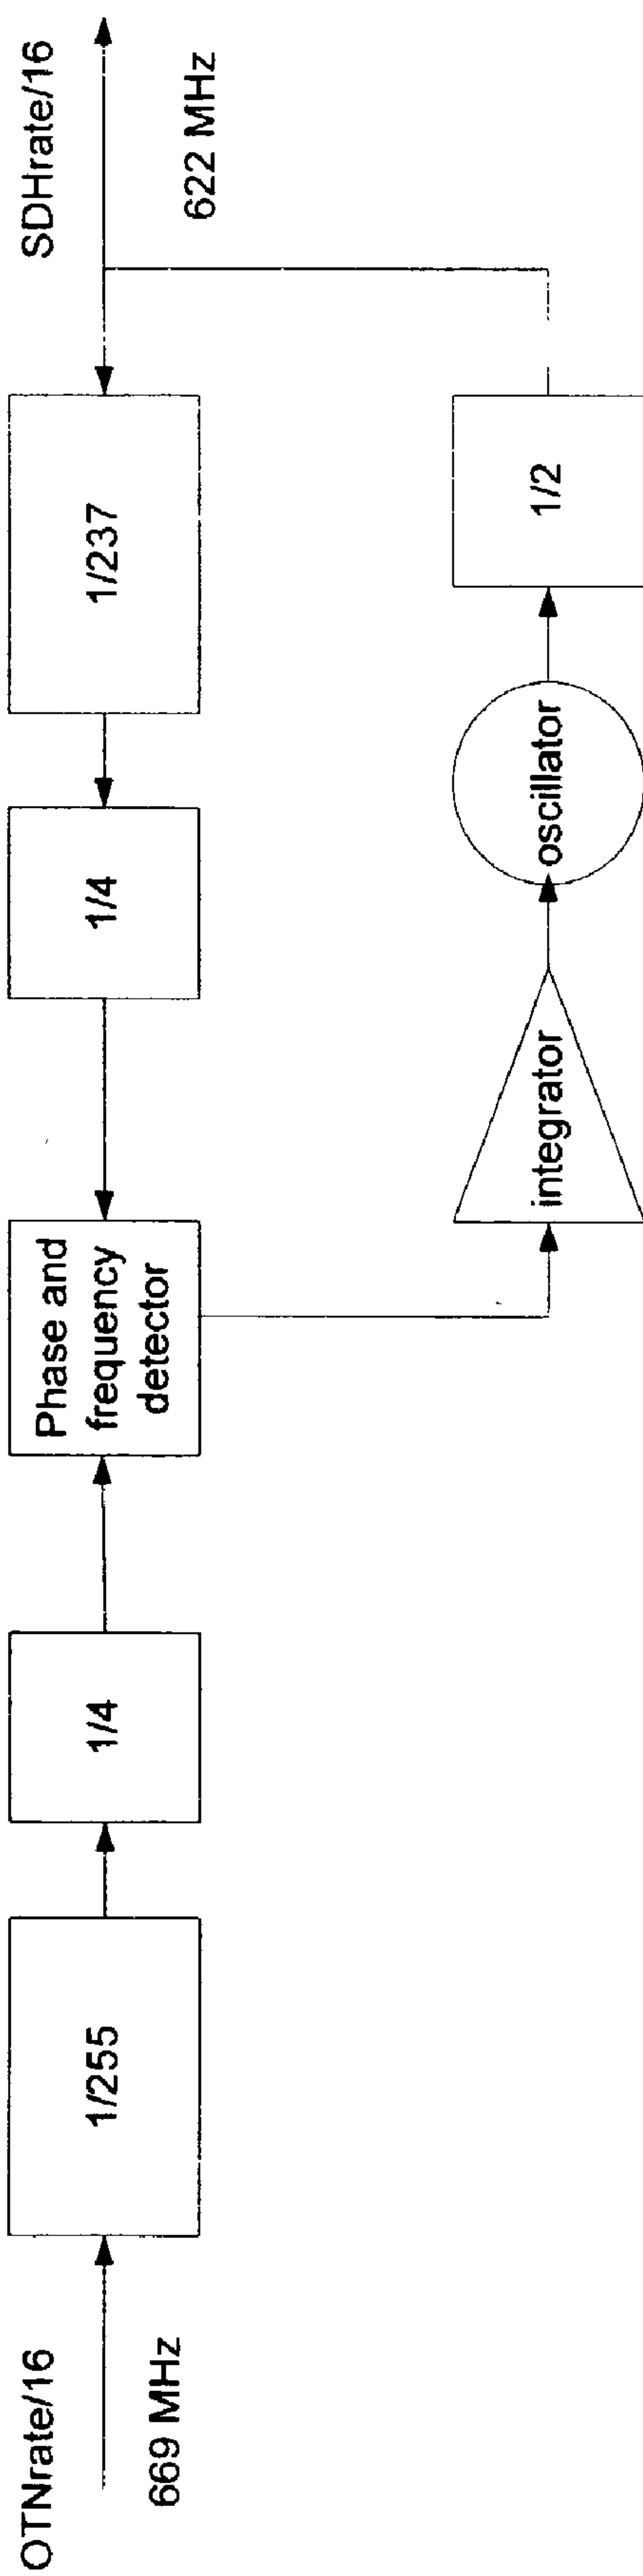 OTNrate/16
669 MHz
1/255
1/4
Phase and
frequency
detector
1/4
1/237
SDHrate/16
622 MHz
integrator
oscillator
1/2